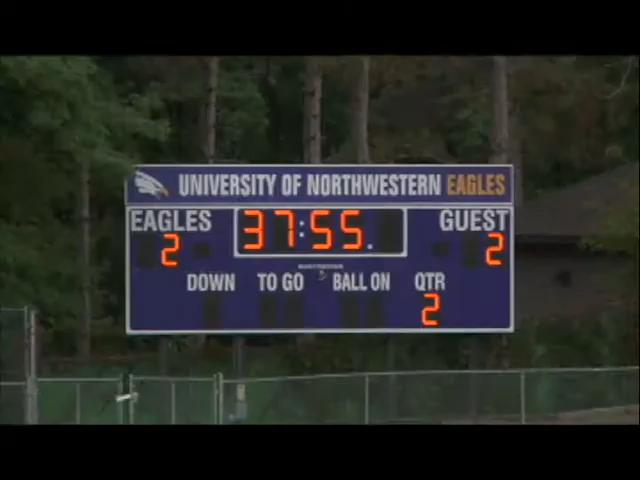 UNIVERSITY OF NORTHWESTERN EAGLES
EAGLES 37:55. GUEST
2 2
DOWN TO GO BALL ON QTR
2